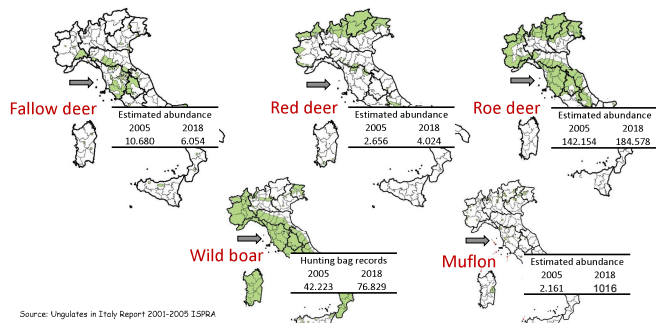 Fallow deer
Estimated abundance
2005 2018
10.680 6.054
Red deer
Estimated abundance
2005 2018
2.656 4.024
Roe deer
Estimated abundance
2005 2018
142.154 184.578
Wild boar
Hunting bag records
2005 2018
42.223 76.829
Muflon
Estimated abundance
2005 2018
2.161 1016
Source: Ungulates in Italy Report 2001-2005 ISPRA